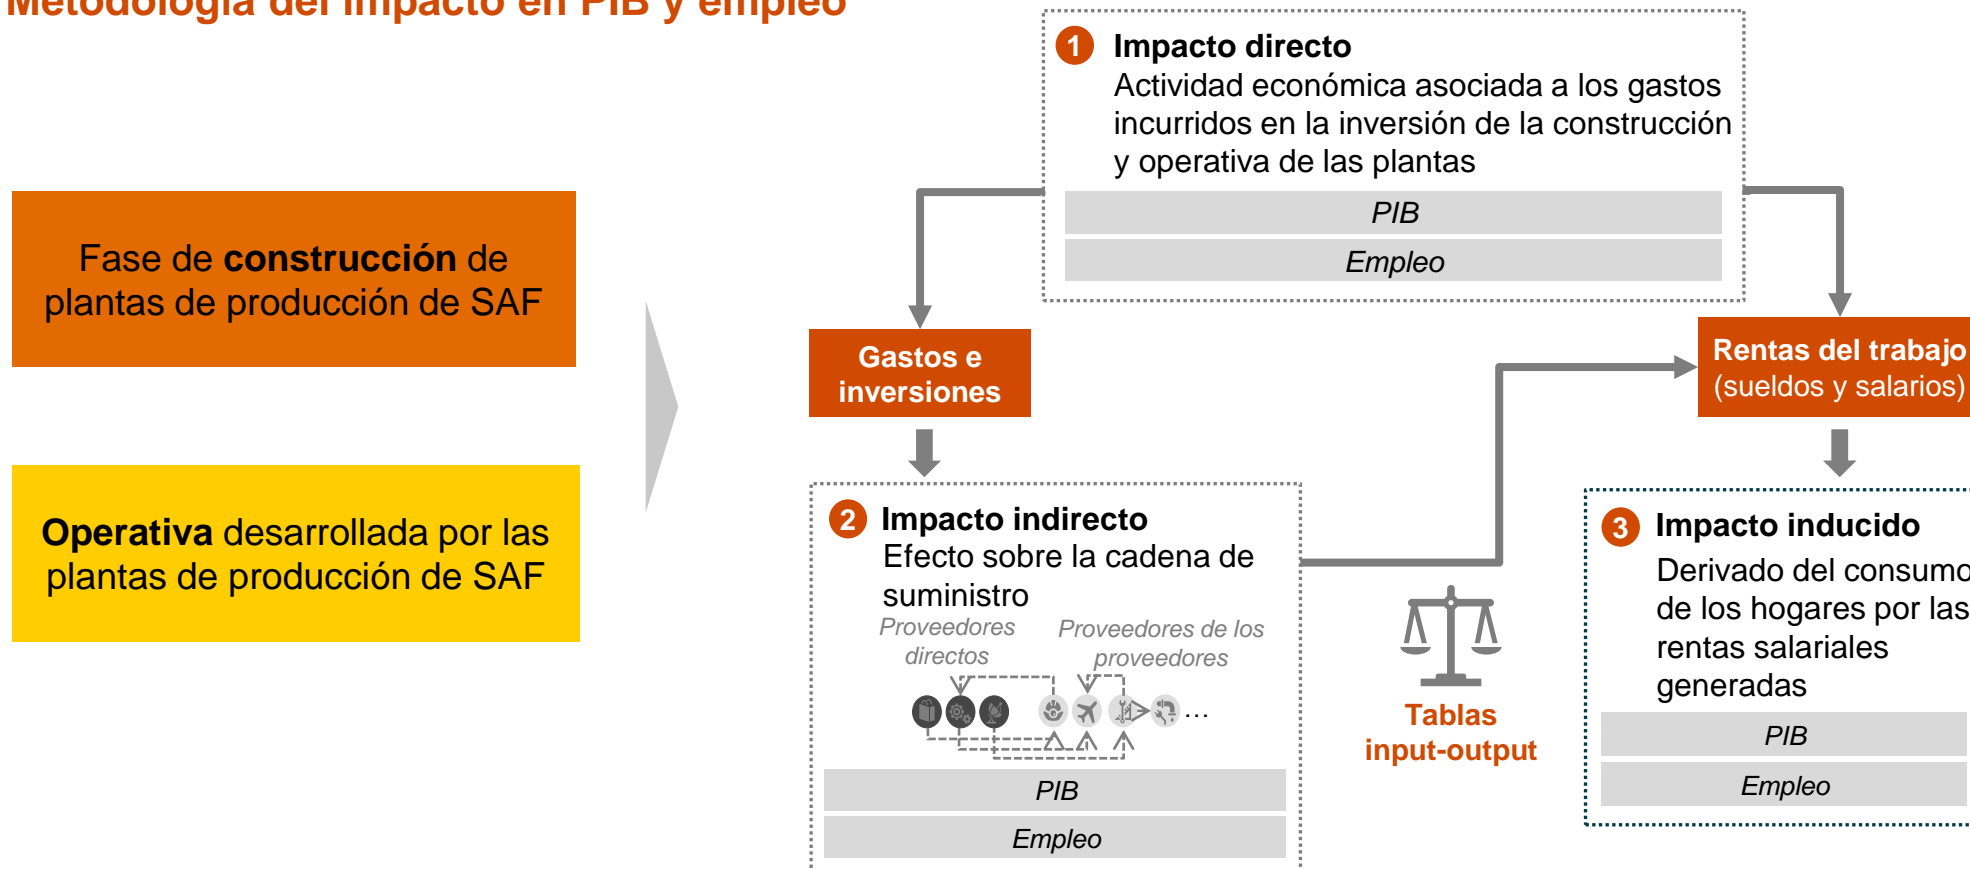 Metodología del impacto en PIB y empleo
1 Impacto directo
Actividad económica asociada a los gastos
incurridos en la inversión de la construcción
y operativa de las plantas
PIB
Empleo
Fase de construcción de
plantas de producción de SAF
Operativa desarrollada por las
plantas de producción de SAF
Gastos e
inversiones
Rentas del trabajo
(sueldos y salarios)
2 Impacto indirecto
Efecto sobre la cadena de
suministro
Proveedores
directos
Proveedores de los
proveedores
...
PIB
Empleo
Tablas
input-output
3 Impacto inducido
Derivado del consumo
de los hogares por las
rentas salariales
generadas
PIB
Empleo